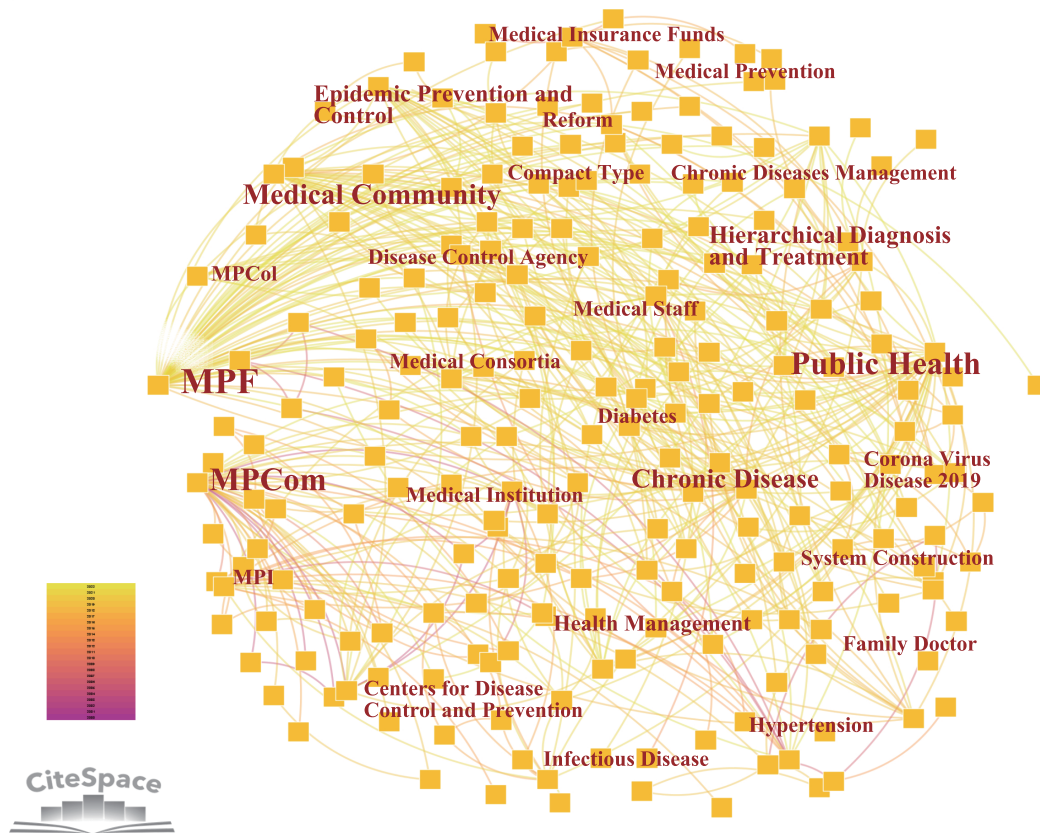 Medical Insurance Funds
Medical Prevention
Epidemic Prevention and
Control
Reform
Compact Type
Chronic Diseases Management
Medical Community
Hierarchical Diagnosis
and Treatment
Disease Control Agency
MPCol
Medical Staff
Medical Consortia
Public Health
MPF
Diabetes
Corona Virus
Disease 2019
MPCom
Chronic Disease
Medical Institution
System Construction
MPI
Health Management
Family Doctor
Centers for Disease
Control and Prevention
Hypertension
Infectious Disease
CiteSpace